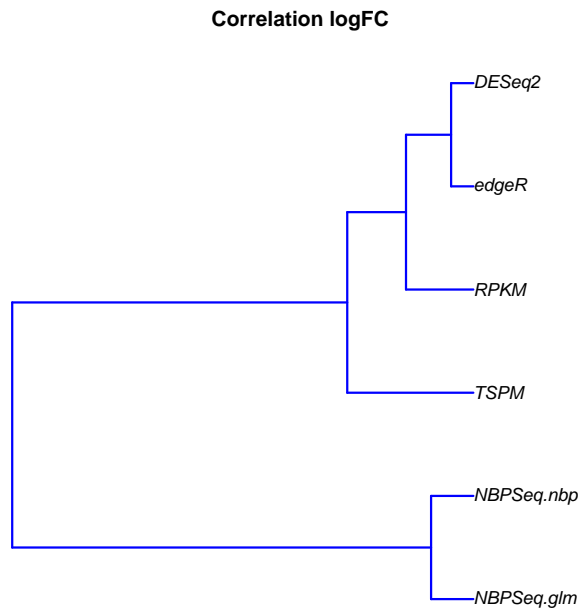 Correlation logFC
DESeq2
edgeR
RPKM
TSPM
NBPSeq.nbp
NBPSeq.glm